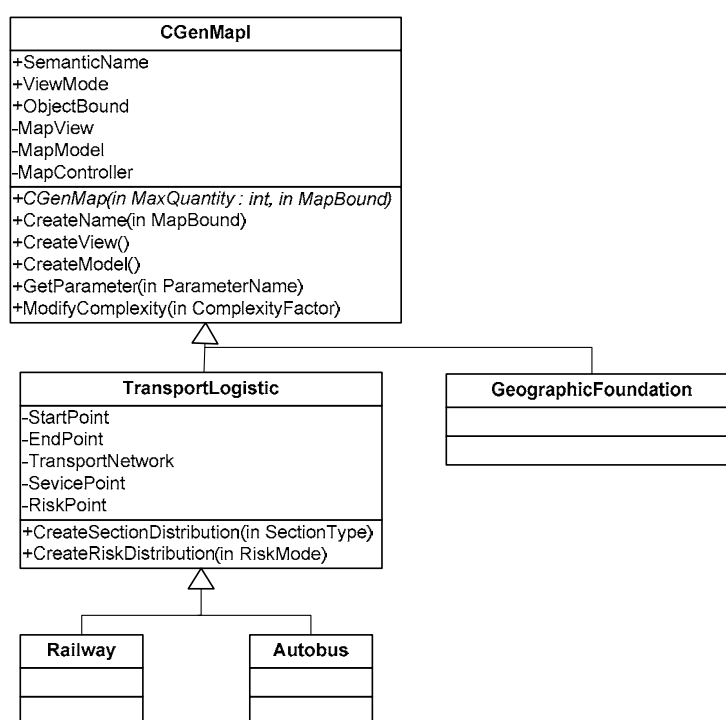 CGenMapI
+SemanticName
+ViewMode
+ObjectBound
-MapView
-MapModel
-MapController
+CGenMap(in MaxQuantity : int, in MapBound)
+CreateName(in MapBound)
+CreateView()
+CreateModel()
+GetParameter(in ParameterName)
+ModifyComplexity(in ComplexityFactor)
TransportLogistic
-StartPoint
-EndPoint
-TransportNetwork
-SevicePoint
-RiskPoint
+CreateSectionDistribution(in SectionType)
+CreateRiskDistribution(in RiskMode)
GeographicFoundation
Railway
Autobus